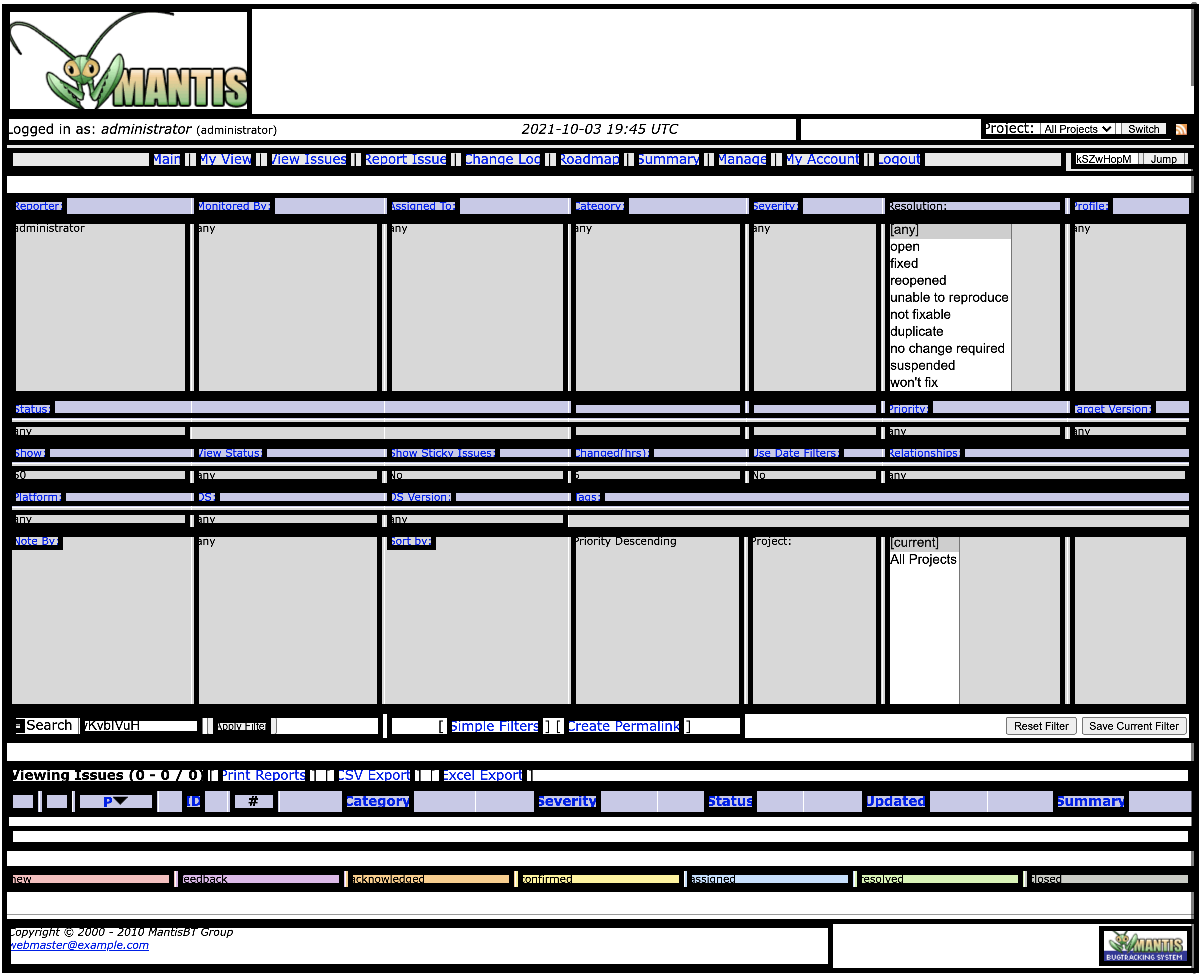 MANTIS
Logged in as: administrator (administrator) 2021-10-03 19:45 UTC Project: All Projects Switch
Main | My View | View Issues | Report Issue | Change Log | Roadmap | Summary | Manage | My Account | Logout kSZwHopM Jump
Reporter: Monitored By: Assigned To: Category: Severity: Resolution: Profile:
administrator any any any any [any] any
open
fixed
reopened
unable to reproduce
not fixable
duplicate
no change required
suspended
won't fix
Status: Priority: Target Version:
any any any
Show: View Status: Show Sticky Issues: Changed(hrs): Use Date Filters: Relationships:
50 any No 6 No any
Platform: OS: OS Version: Tags:
any any any
Note By: any Sort by: Priority Descending Project: [current]
All Projects
Search yKvblVuH Apply Filter [ Simple Filters ] [ Create Permalink ] Reset Filter Save Current Filter
Viewing Issues (0 - 0 / 0) [ Print Reports ] [ CSV Export ] [ Excel Export ]
P ID # Category Severity Status Updated Summary
new feedback acknowledged confirmed assigned resolved closed
Copyright © 2000 - 2010 MantisBT Group
webmaster@example.com
MANTIS
BUGTRACKING SYSTEM